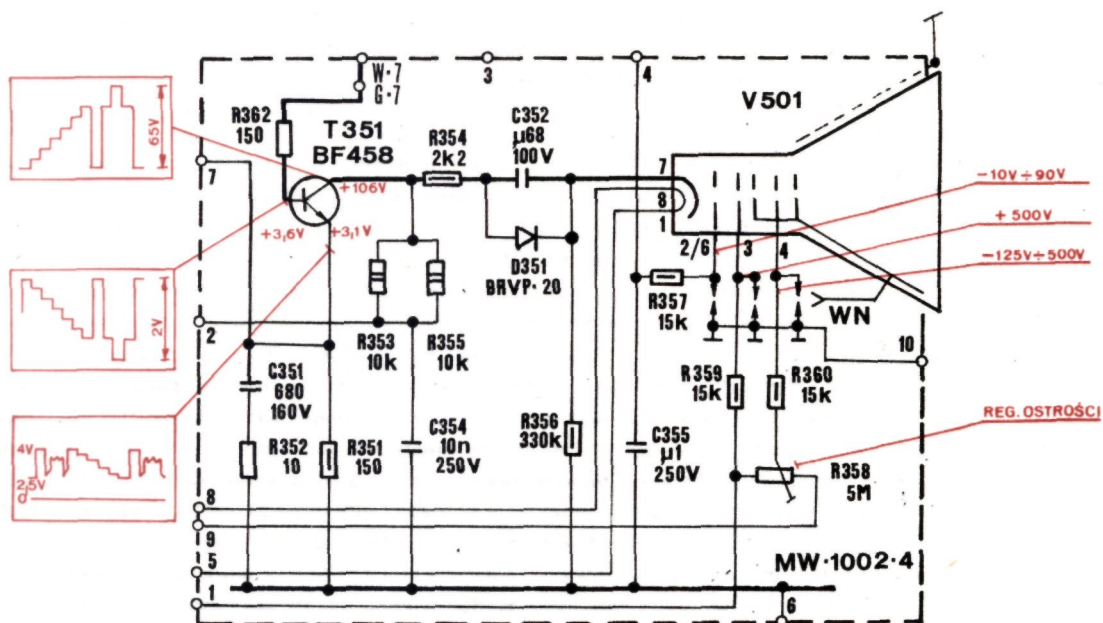 W·7
G·7
3
4
V501
65V
R362
150
T351
BF458
R354
2k2
C352
µ68
100V
7
7
8
1
+106V
-10V÷90V
+3,6V
+3,1V
+ 500V
2/6
3
4
-125V÷500V
D351
BRVP·20
R357
15k
WN
2V
2
R353
10k
R355
10k
10
C351
680
160V
R359
15k
R360
15k
REG. OSTROŚCI
R356
330k
4V
2,5V
0
R352
10
R351
150
C354
10n
250V
C355
µ1
250V
R358
5M
8
9
5
MW·1002·4
1
6